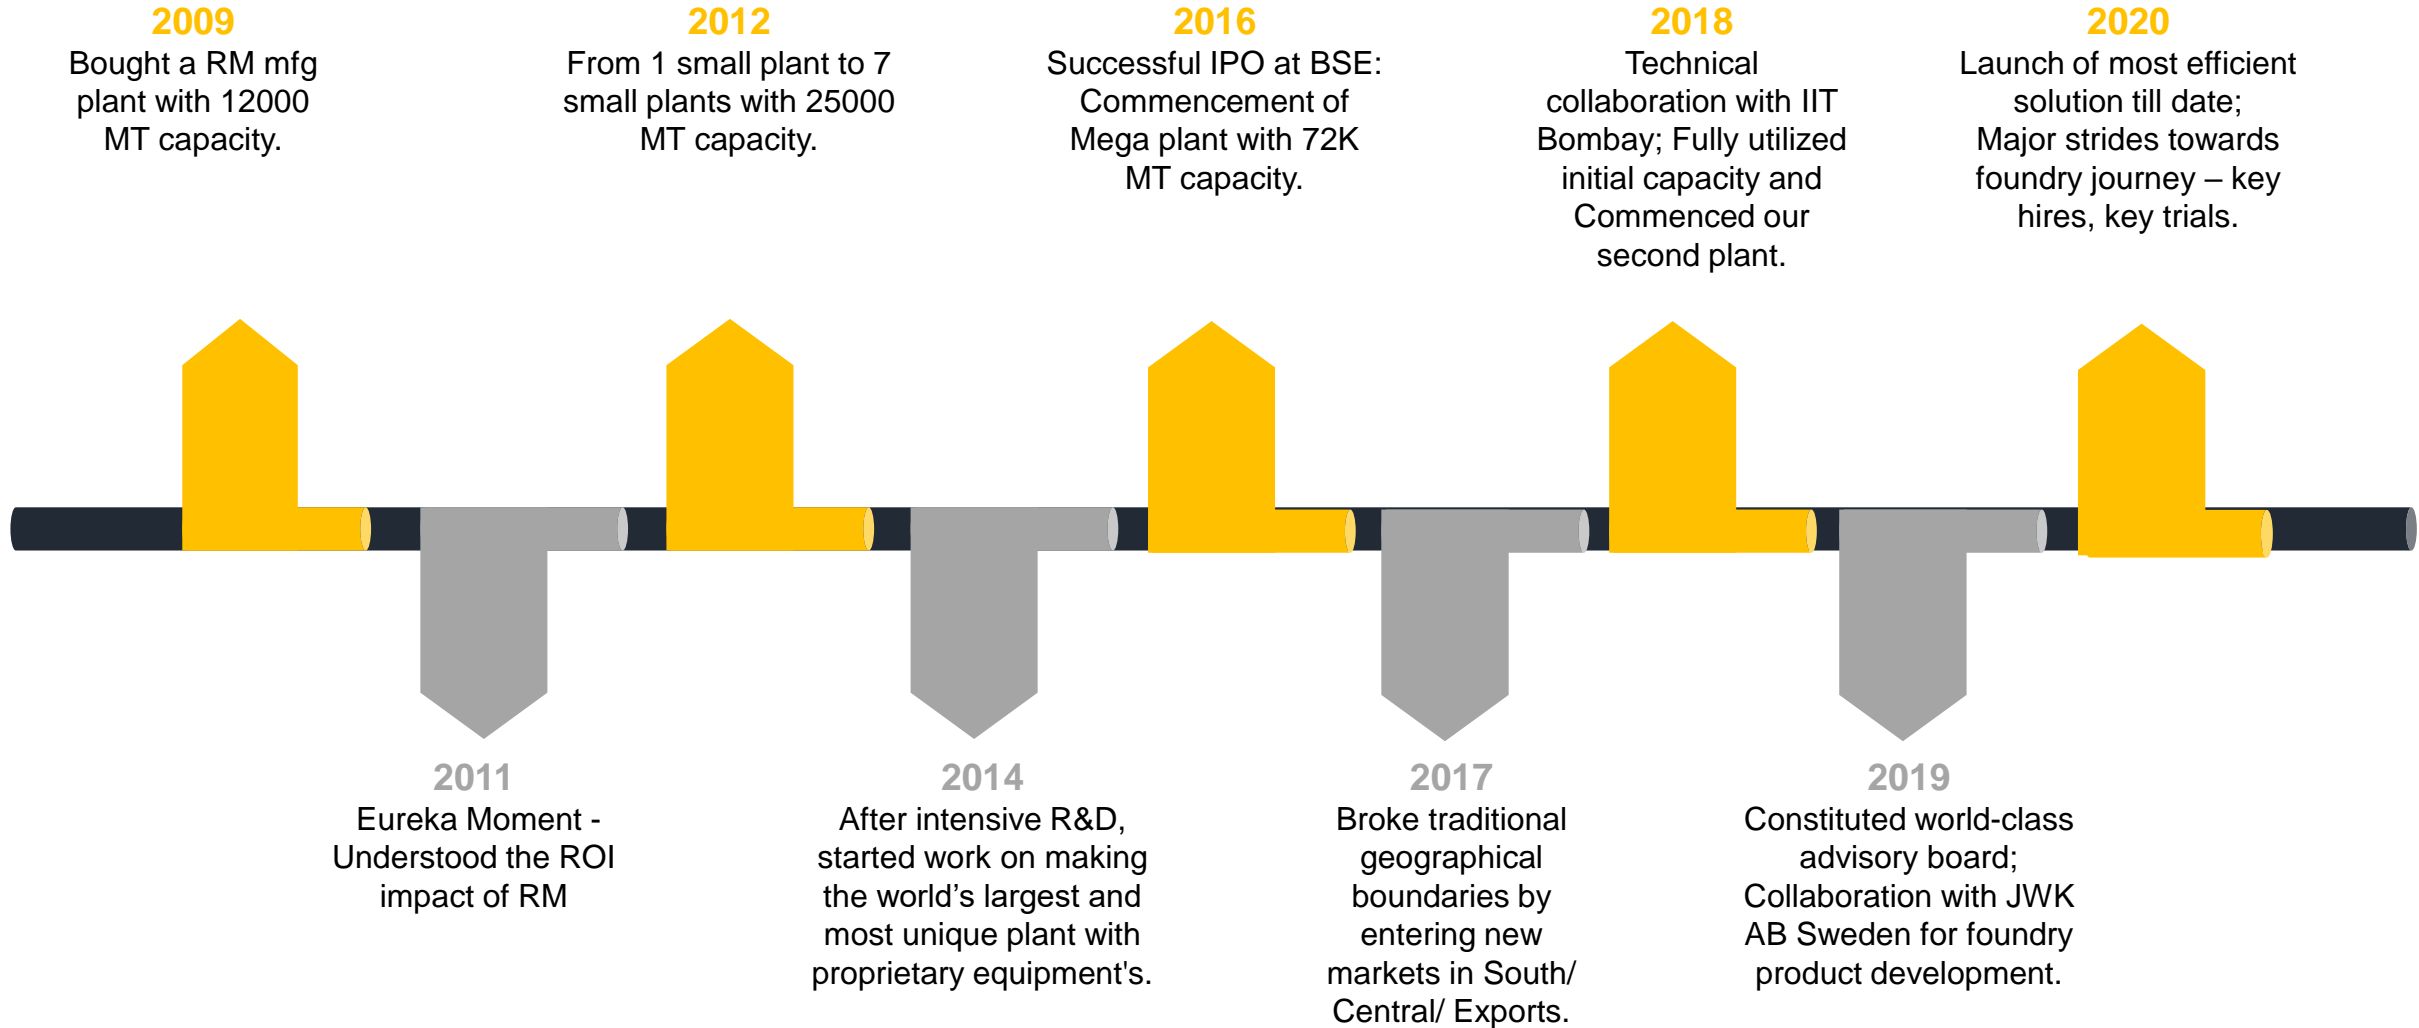 2009
Bought a RM mfg
plant with 12000
MT capacity.
2012
From 1 small plant to 7
small plants with 25000
MT capacity.
2016
Successful IPO at BSE:
Commencement of
Mega plant with 72K
MT capacity.
2018
Technical
collaboration with IIT
Bombay; Fully utilized
initial capacity and
Commenced our
second plant.
2020
Launch of most efficient
solution till date;
Major strides towards
foundry journey – key
hires, key trials.
2011
Eureka Moment -
Understood the ROI
impact of RM
2014
After intensive R&D,
started work on making
the world’s largest and
most unique plant with
proprietary equipment's.
2017
Broke traditional
geographical
boundaries by
entering new
markets in South/
Central/ Exports.
2019
Constituted world-class
advisory board;
Collaboration with JWK
AB Sweden for foundry
product development.